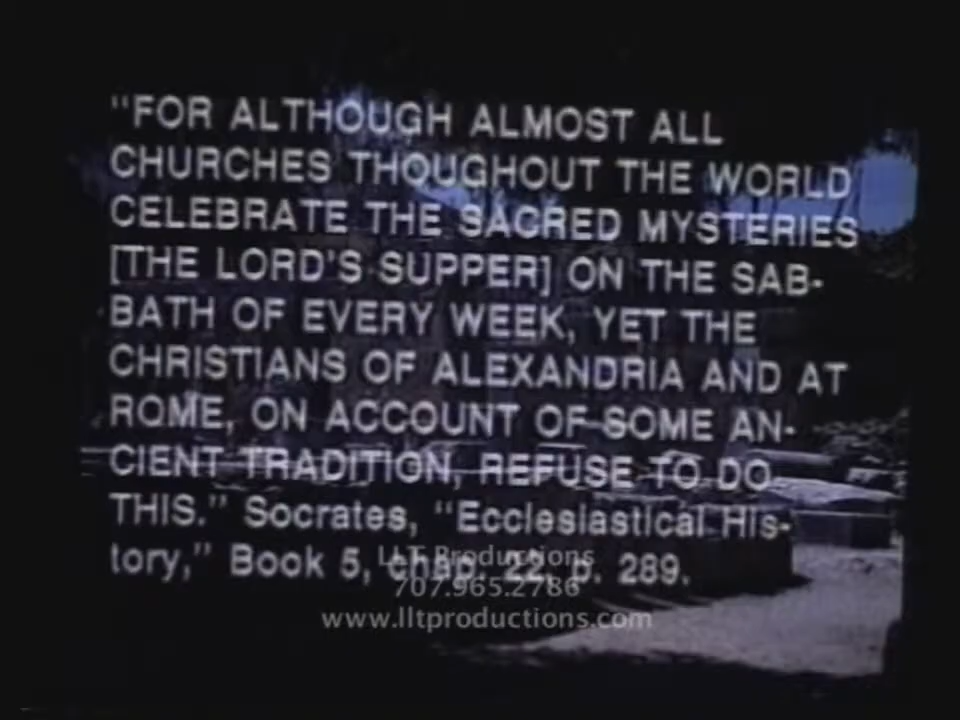 "FOR ALTHOUGH ALMOST ALL
CHURCHES THOUGHOUT THE WORLD
CELEBRATE THE SACRED MYSTERIES
[THE LORD'S SUPPER] ON THE SAB-
BATH OF EVERY WEEK, YET THE
CHRISTIANS OF ALEXANDRIA AND AT
ROME, ON ACCOUNT OF SOME AN-
CIENT TRADITION, REFUSE TO DO
THIS." Socrates, "Ecclesiastical His-
tory," Book 5, chap. 22, p. 289.
LLT Productions
707.965.2786
www.lltproductions.com